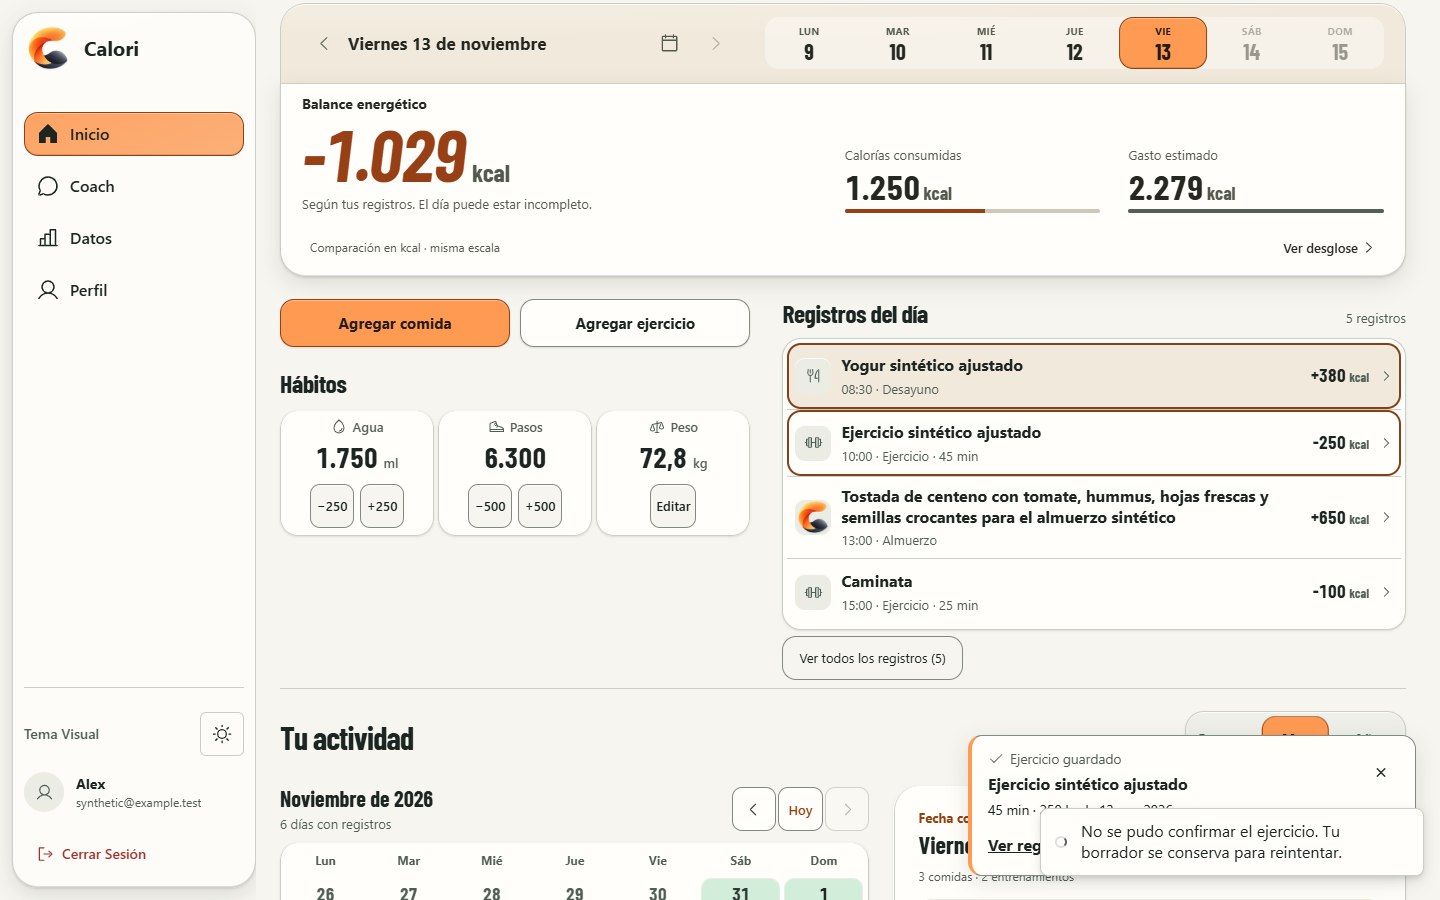 Calori
Inicio
Coach
Datos
Perfil
Tema Visual
Alex
synthetic@example.test
Cerrar Sesión
Viernes 13 de noviembre
LUN
9
MAR
10
MIÉ
11
JUE
12
VIE
13
SÁB
14
DOM
15
Balance energético
-1.029 kcal
Según tus registros. El día puede estar incompleto.
Calorías consumidas
1.250 kcal
Gasto estimado
2.279 kcal
Comparación en kcal · misma escala
Ver desglose
Agregar comida
Agregar ejercicio
Hábitos
Agua
1.750 ml
−250
+250
Pasos
6.300
−500
+500
Peso
72,8 kg
Editar
Registros del día
5 registros
Yogur sintético ajustado
08:30 · Desayuno
+380 kcal
Ejercicio sintético ajustado
10:00 · Ejercicio · 45 min
-250 kcal
Tostada de centeno con tomate, hummus, hojas frescas y
semillas crocantes para el almuerzo sintético
13:00 · Almuerzo
+650 kcal
Caminata
15:00 · Ejercicio · 25 min
-100 kcal
Ver todos los registros (5)
Tu actividad
Noviembre de 2026
6 días con registros
Hoy
Lun
Mar
Mié
Jue
Vie
Sáb
Dom
26
27
28
29
30
31
1
Fecha
3 comidas · 2 entrenamientos
Ejercicio guardado
Ejercicio sintético ajustado
45 min ·
Ver
No se pudo confirmar el ejercicio. Tu
borrador se conserva para reintentar.